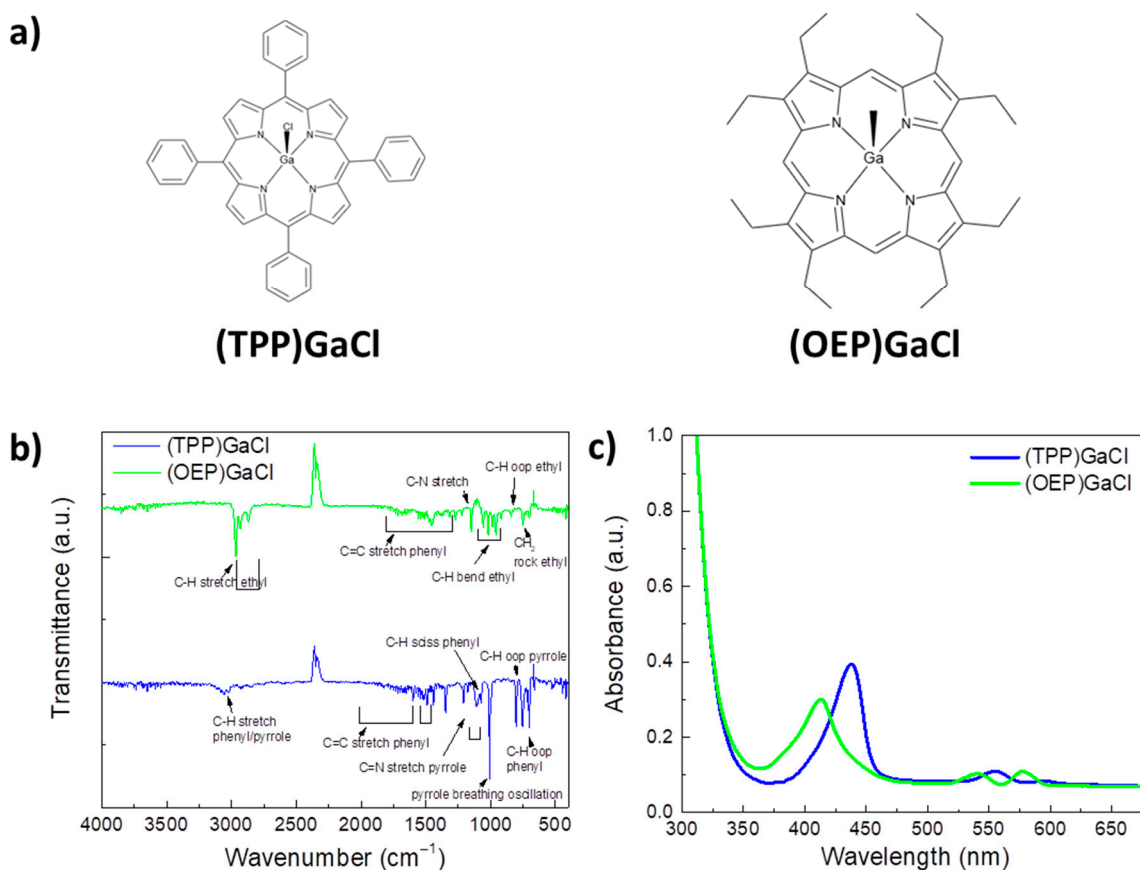 a)
Cl
N
N
Ga
N
N
(TPP)GaCl
N
N
Ga
N
N
(OEP)GaCl
b)
(TPP)GaCl
(OEP)GaCl
C-H oop ethyl
C-N stretch
C=C stretch phenyl
CH2
rock ethyl
C-H bend ethyl
C-H stretch ethyl
C-H sciss phenyl
C-H oop pyrrole
C-H stretch
phenyl/pyrrole
C=C stretch phenyl
C=N stretch pyrrole
C-H oop
phenyl
pyrrole breathing oscillation
Transmittance (a.u.)
4000 3500 3000 2500 2000 1500 1000 500
Wavenumber (cm−1)
c)
(TPP)GaCl
(OEP)GaCl
Absorbance (a.u.)
1.0
0.8
0.6
0.4
0.2
0.0
300 350 400 450 500 550 600 650
Wavelength (nm)